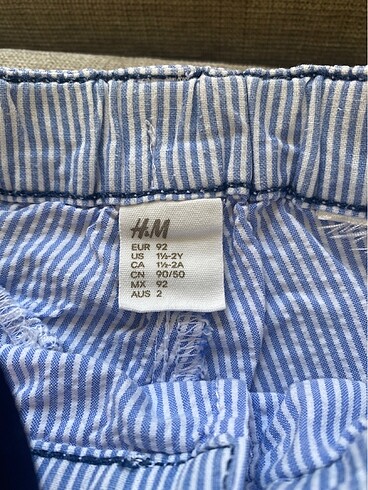 H&M
EUR 92
US 1½-2Y
CA 1½-2A
CN 90/50
MX 92
AUS 2